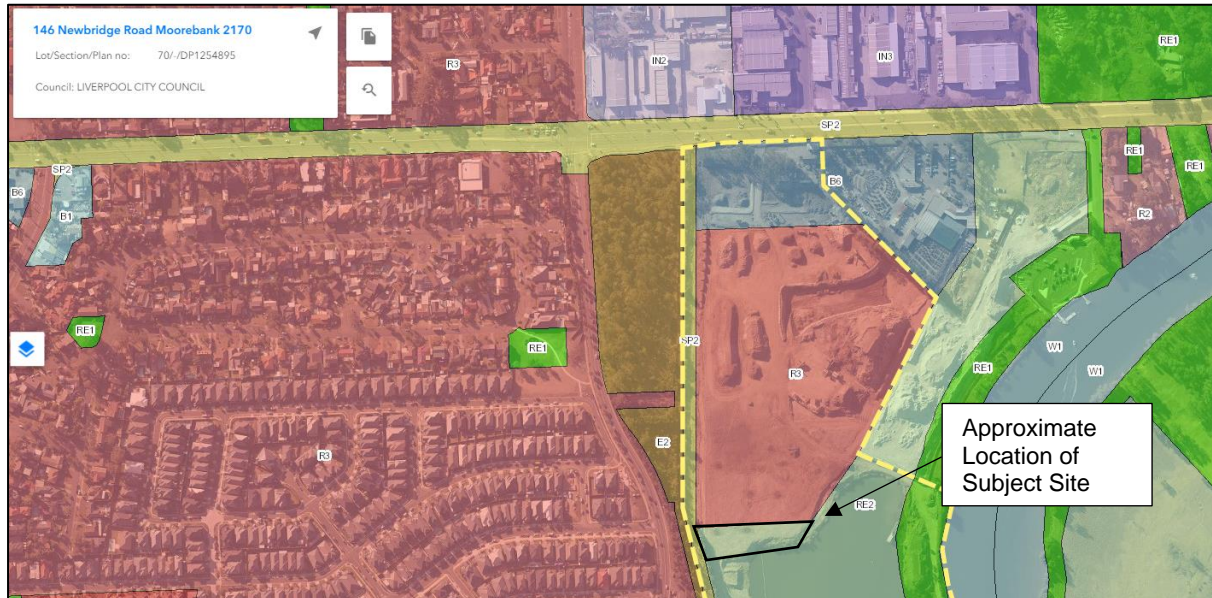 146 Newbridge Road Moorebank 2170
Lot/Section/Plan no: 70/-/DP1254895
Council: LIVERPOOL CITY COUNCIL
R3
IN2
IN3
RE1
SP2
SP2
B6
B1
B6
RE1
RE1
R2
RE1
RE1
SP2
R3
RE1
W1
W1
R3
E2
RE2
Approximate
Location of
Subject Site